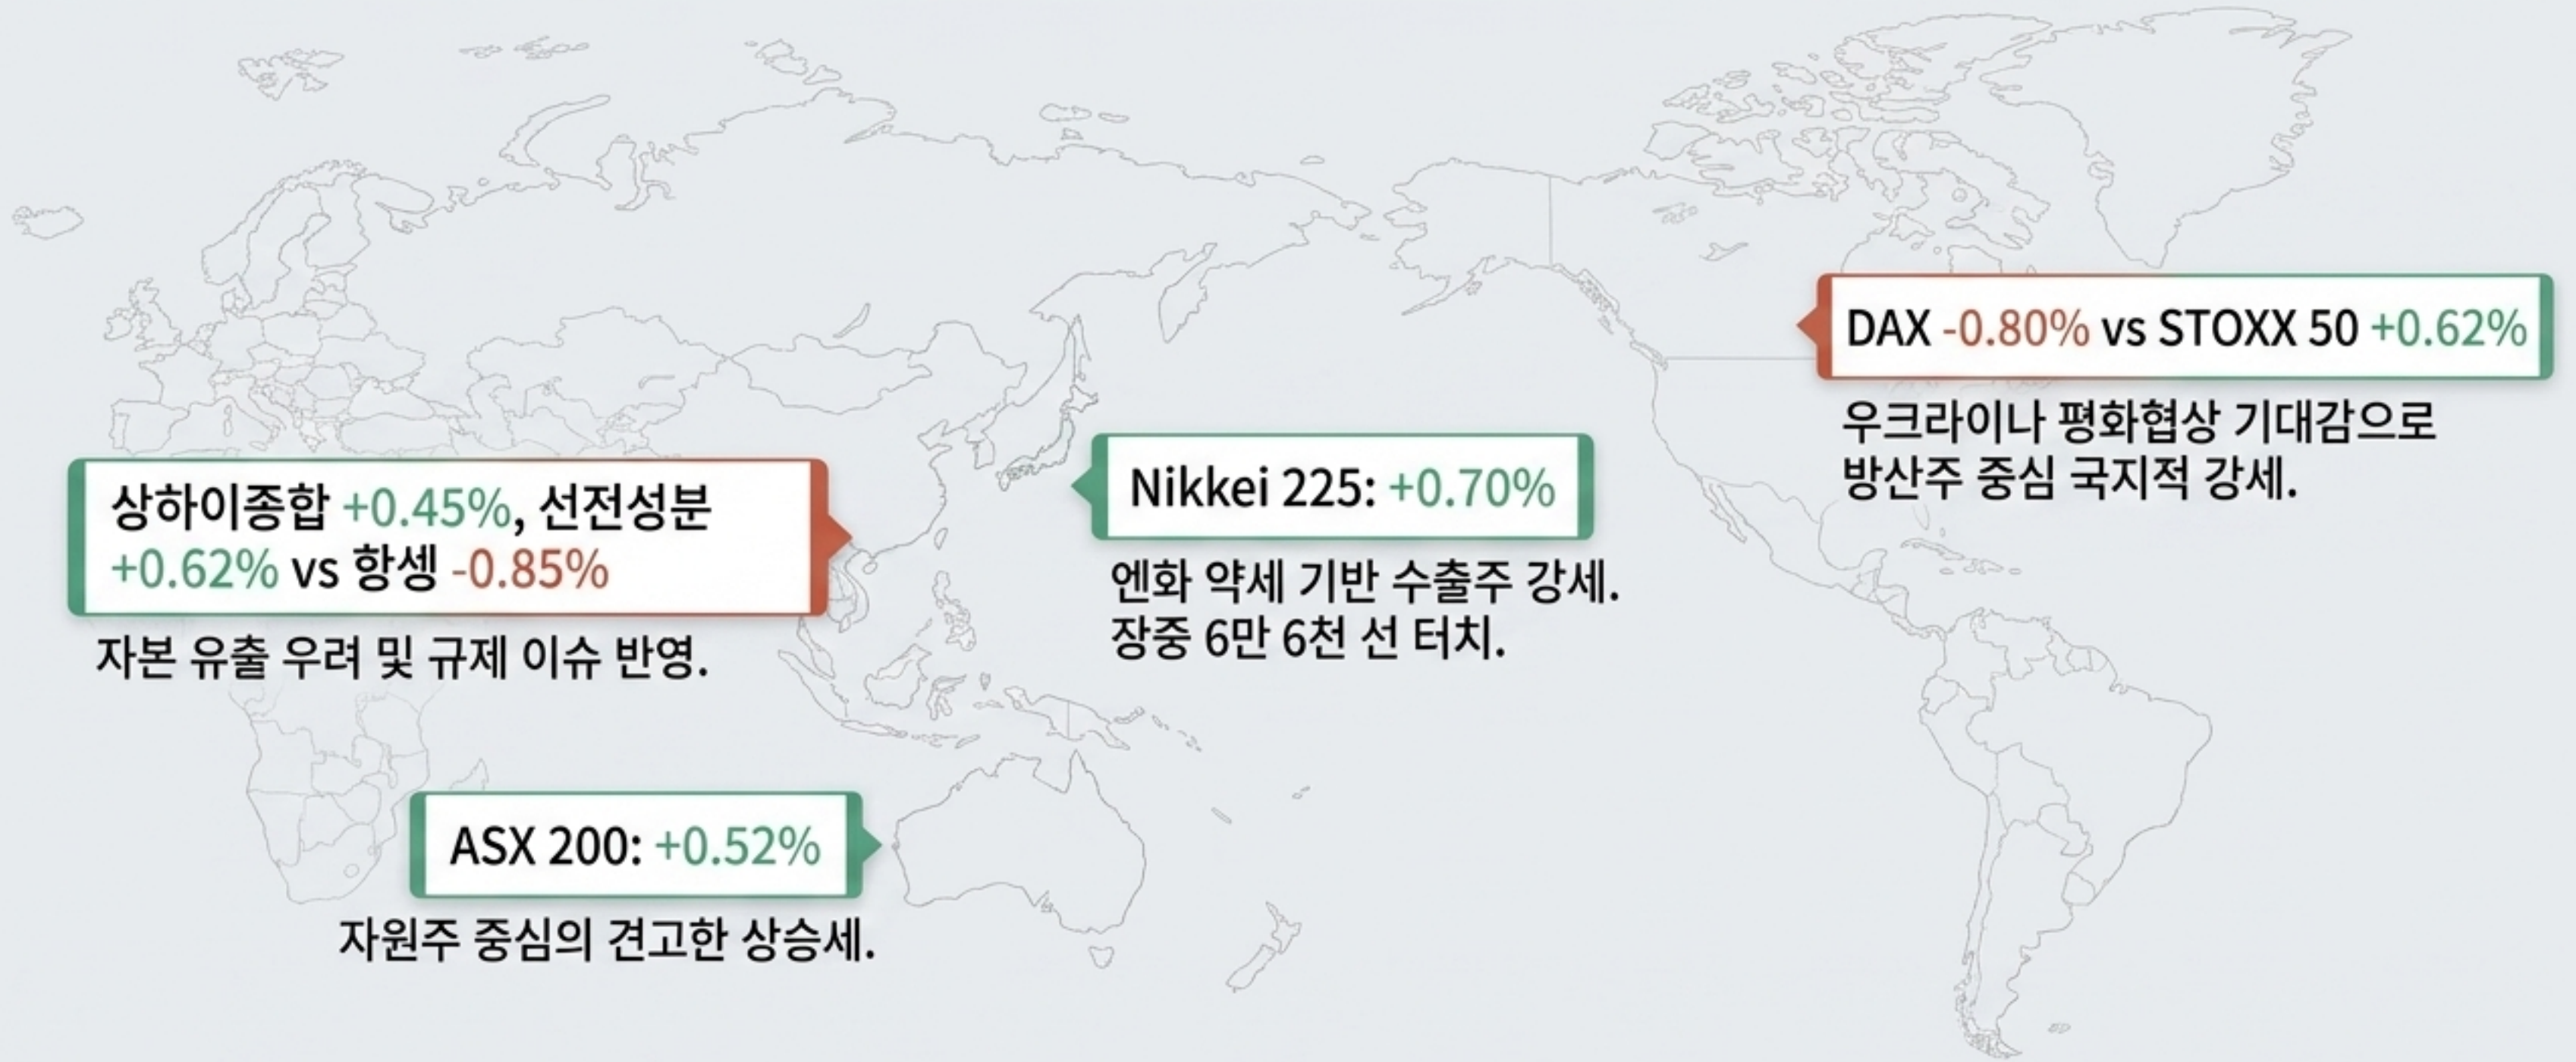 DAX -0.80% vs STOXX 50 +0.62%
우크라이나 평화협상 기대감으로
방산주 중심 국지적 강세.
상하이종합 +0.45%, 선전성분
+0.62% vs 항셍 -0.85%
자본 유출 우려 및 규제 이슈 반영.
Nikkei 225: +0.70%
엔화 약세 기반 수출주 강세.
장중 6만 6천 선 터치.
ASX 200: +0.52%
자원주 중심의 견고한 상승세.